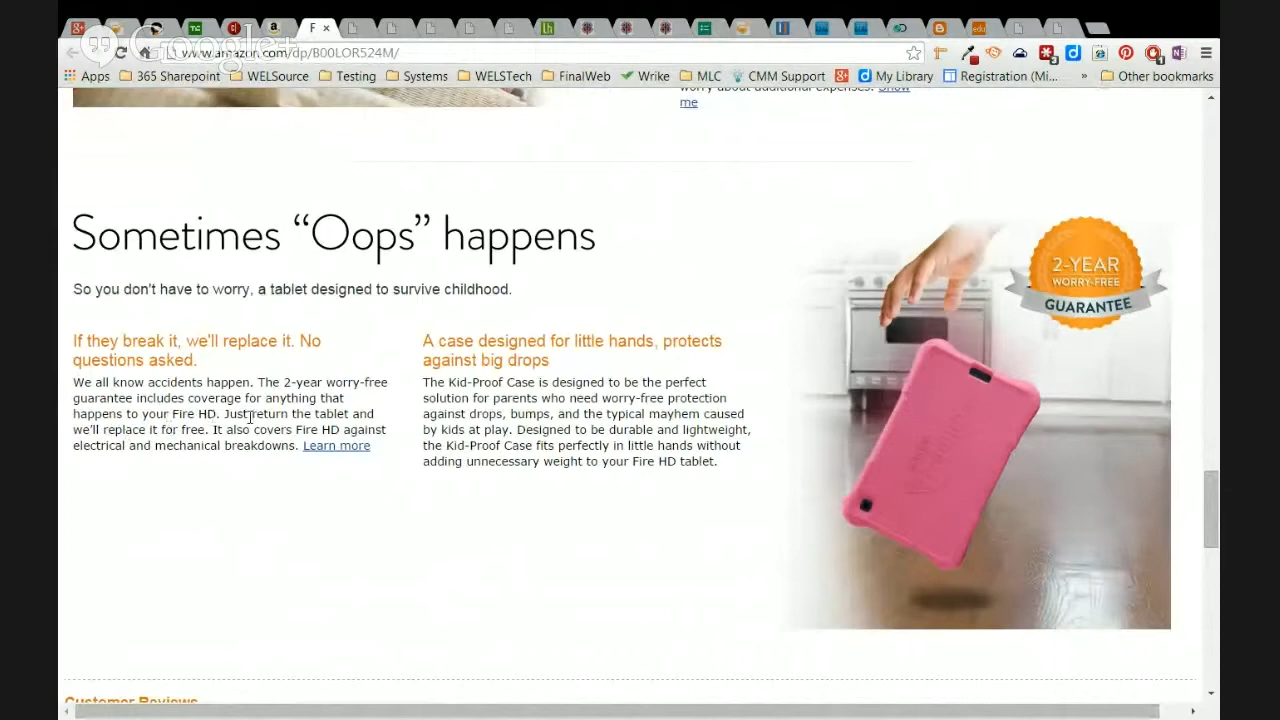 F
Google+
www.amazon.com/dp/B00LOR524M/
Apps 365 Sharepoint WELSource Testing Systems WELSTech FinalWeb Wrike MLC CMM Support My Library Registration (Mi... » Other bookmarks
worry about additional expenses. Show
me
Sometimes “Oops” happens
So you don't have to worry, a tablet designed to survive childhood.
If they break it, we'll replace it. No
questions asked.
We all know accidents happen. The 2-year worry-free
guarantee includes coverage for anything that
happens to your Fire HD. Just return the tablet and
we’ll replace it for free. It also covers Fire HD against
electrical and mechanical breakdowns. Learn more
A case designed for little hands, protects
against big drops
The Kid-Proof Case is designed to be the perfect
solution for parents who need worry-free protection
against drops, bumps, and the typical mayhem caused
by kids at play. Designed to be durable and lightweight,
the Kid-Proof Case fits perfectly in little hands without
adding unnecessary weight to your Fire HD tablet.
2-YEAR
WORRY-FREE
GUARANTEE
Customer Reviews